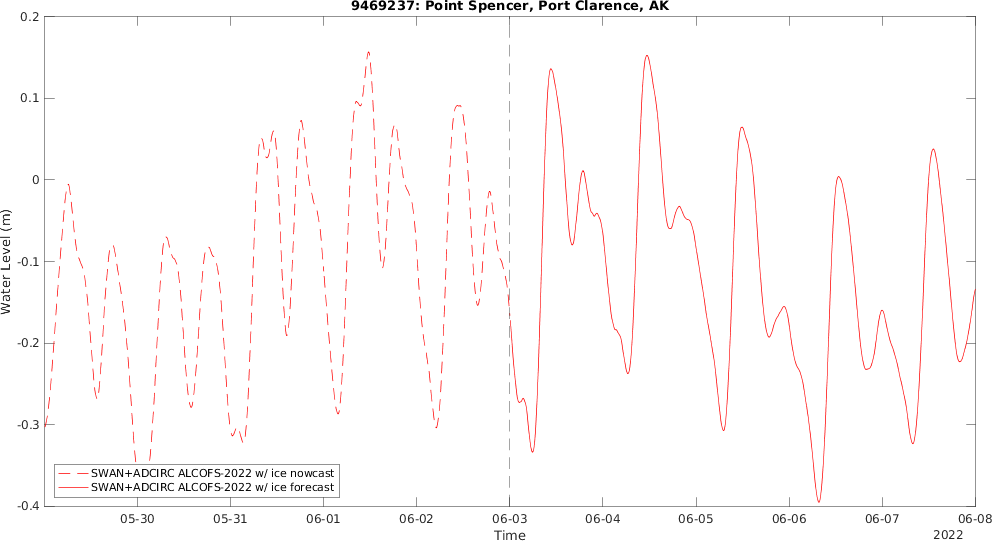 9469237: Point Spencer, Port Clarence, AK
0.2
0.1
0
-0.1
-0.2
-0.3
-0.4
Water Level (m)
SWAN+ADCIRC ALCOFS-2022 w/ ice nowcast
SWAN+ADCIRC ALCOFS-2022 w/ ice forecast
05-30 05-31 06-01 06-02 06-03 06-04 06-05 06-06 06-07 06-08
Time
2022